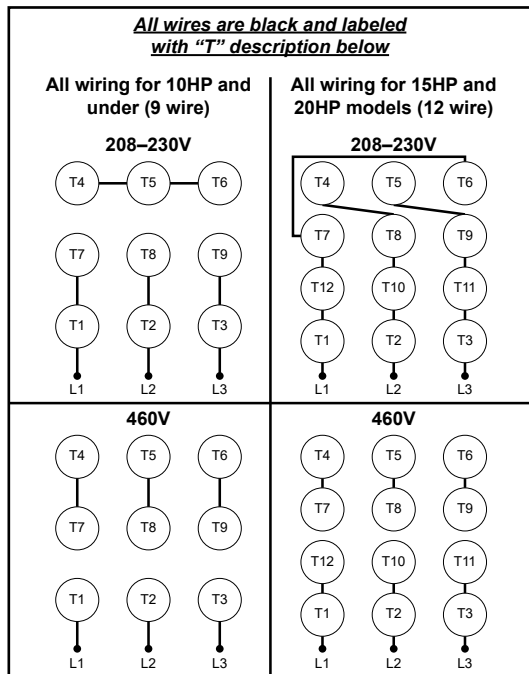 All wires are black and labeled
with “T” description below
All wiring for 10HP and
under (9 wire)
208–230V
T4 T5 T6
T7 T8 T9
T1 T2 T3
L1 L2 L3
All wiring for 15HP and
20HP models (12 wire)
208–230V
T4 T5 T6
T7 T8 T9
T12 T10 T11
T1 T2 T3
L1 L2 L3
460V
T4 T5 T6
T7 T8 T9
T1 T2 T3
L1 L2 L3
460V
T4 T5 T6
T7 T8 T9
T12 T10 T11
T1 T2 T3
L1 L2 L3